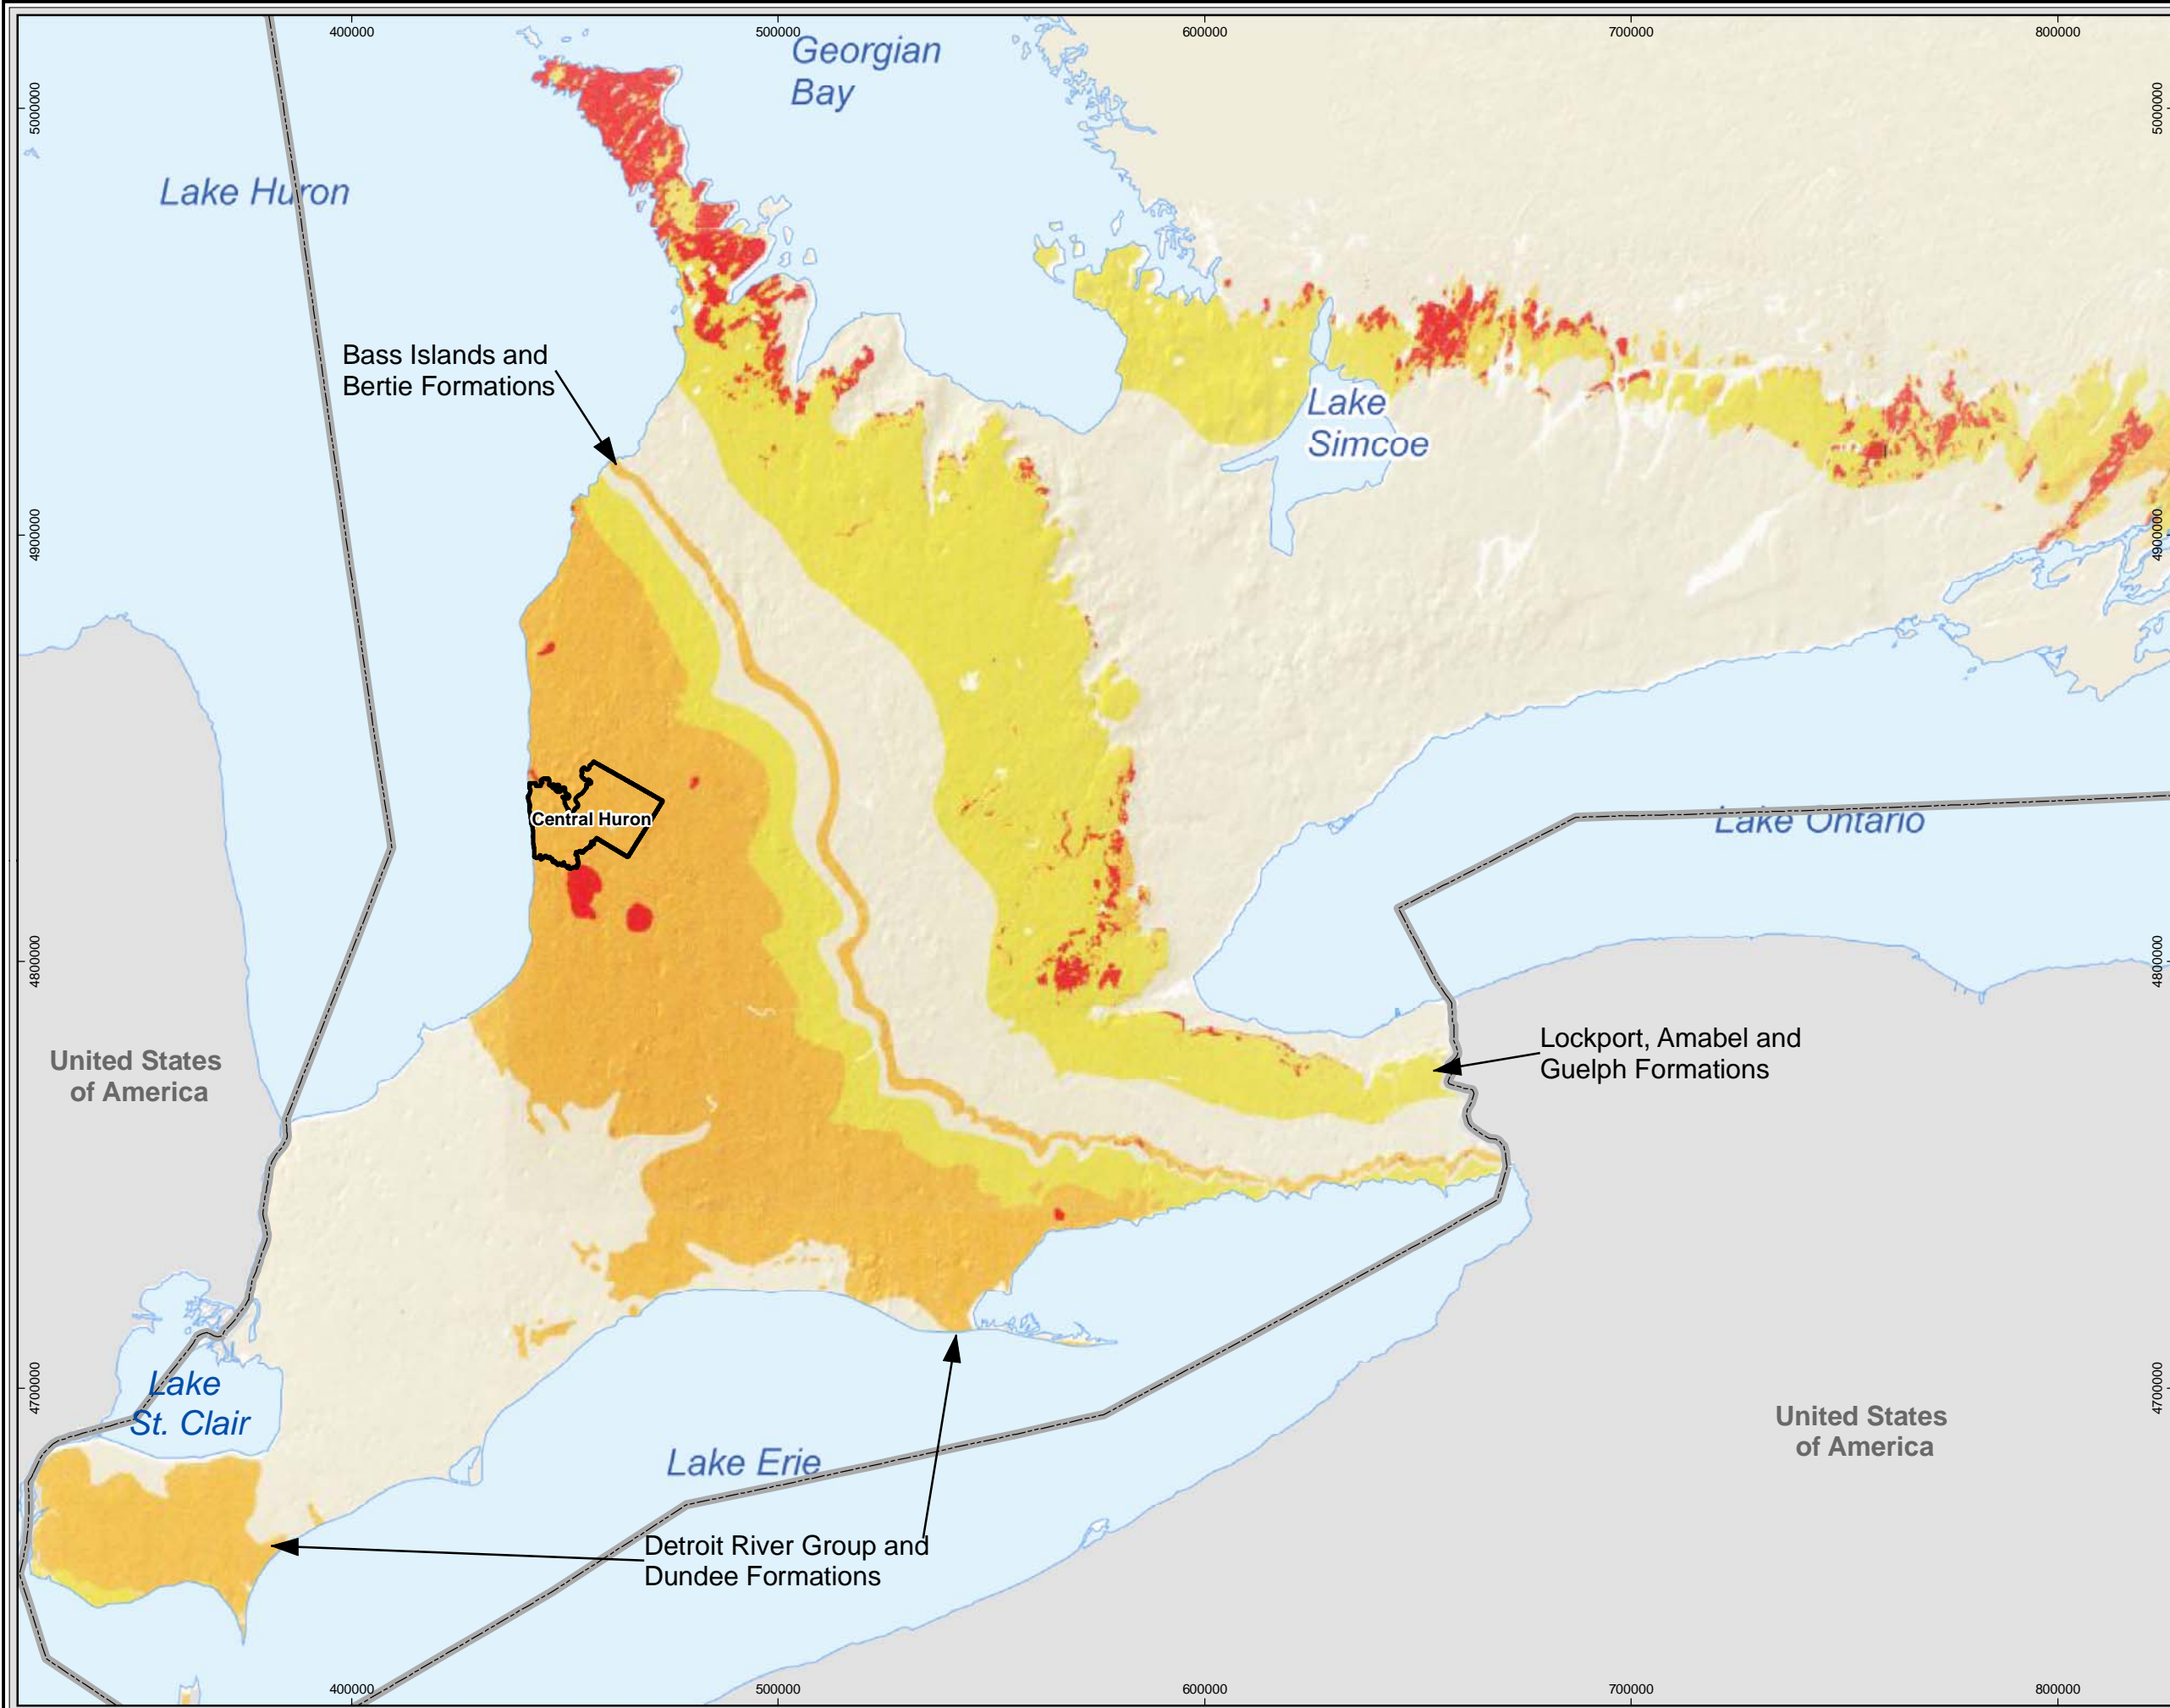 400000
500000
600000
700000
800000
Georgian
Bay
5000000
5000000
Lake Huron
Bass Islands and
Bertie Formations
Lake
Simcoe
4900000
4900000
Central Huron
Lake Ontario
4800000
4800000
United States
of America
Lockport, Amabel and
Guelph Formations
Lake
St. Clair
4700000
4700000
United States
of America
Lake Erie
Detroit River Group and
Dundee Formations
400000
500000
600000
700000
800000